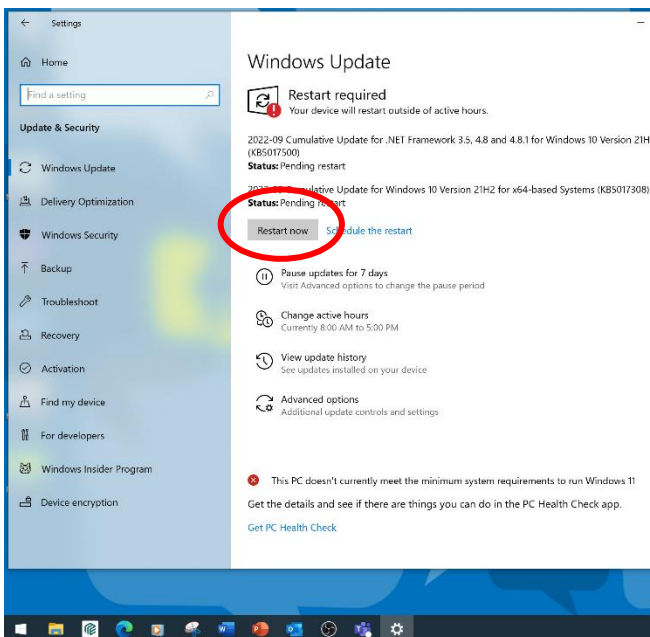 Settings
Home
Find a setting
Update & Security
Windows Update
Delivery Optimization
Windows Security
Backup
Troubleshoot
Recovery
Activation
Find my device
For developers
Windows Insider Program
Device encryption
Windows Update
Restart required
Your device will restart outside of active hours.
2022-09 Cumulative Update for .NET Framework 3.5, 4.8 and 4.8.1 for Windows 10 Version 21H
(KB5017500)
Status: Pending restart
Cumulative Update for Windows 10 Version 21H2 for x64-based Systems (KB5017308)
Status: Pending restart
Restart now
Schedule the restart
Pause updates for 7 days
Visit Advanced options to change the pause period
Change active hours
Currently 8:00 AM to 5:00 PM
View update history
See updates installed on your device
Advanced options
Additional update controls and settings
This PC doesn't currently meet the minimum system requirements to run Windows 11
Get the details and see if there are things you can do in the PC Health Check app.
Get PC Health Check